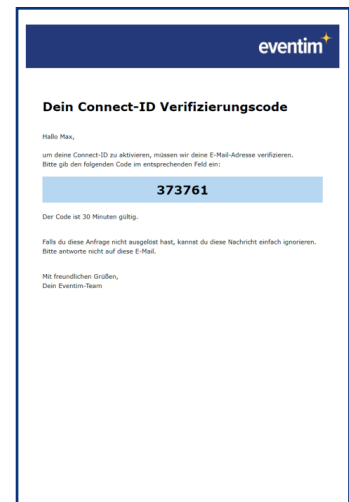 eventim
Dein Connect-ID Verifizierungscode
Hallo Max,
um deine Connect-ID zu aktivieren, müssen wir deine E-Mail-Adresse verifizieren.
Bitte gib den folgenden Code im entsprechenden Feld ein:
373761
Der Code ist 30 Minuten gültig.
Falls du diese Anfrage nicht ausgelöst hast, kannst du diese Nachricht einfach ignorieren.
Bitte antworte nicht auf diese E-Mail.
Mit freundlichen Grüßen,
Dein Eventim-Team